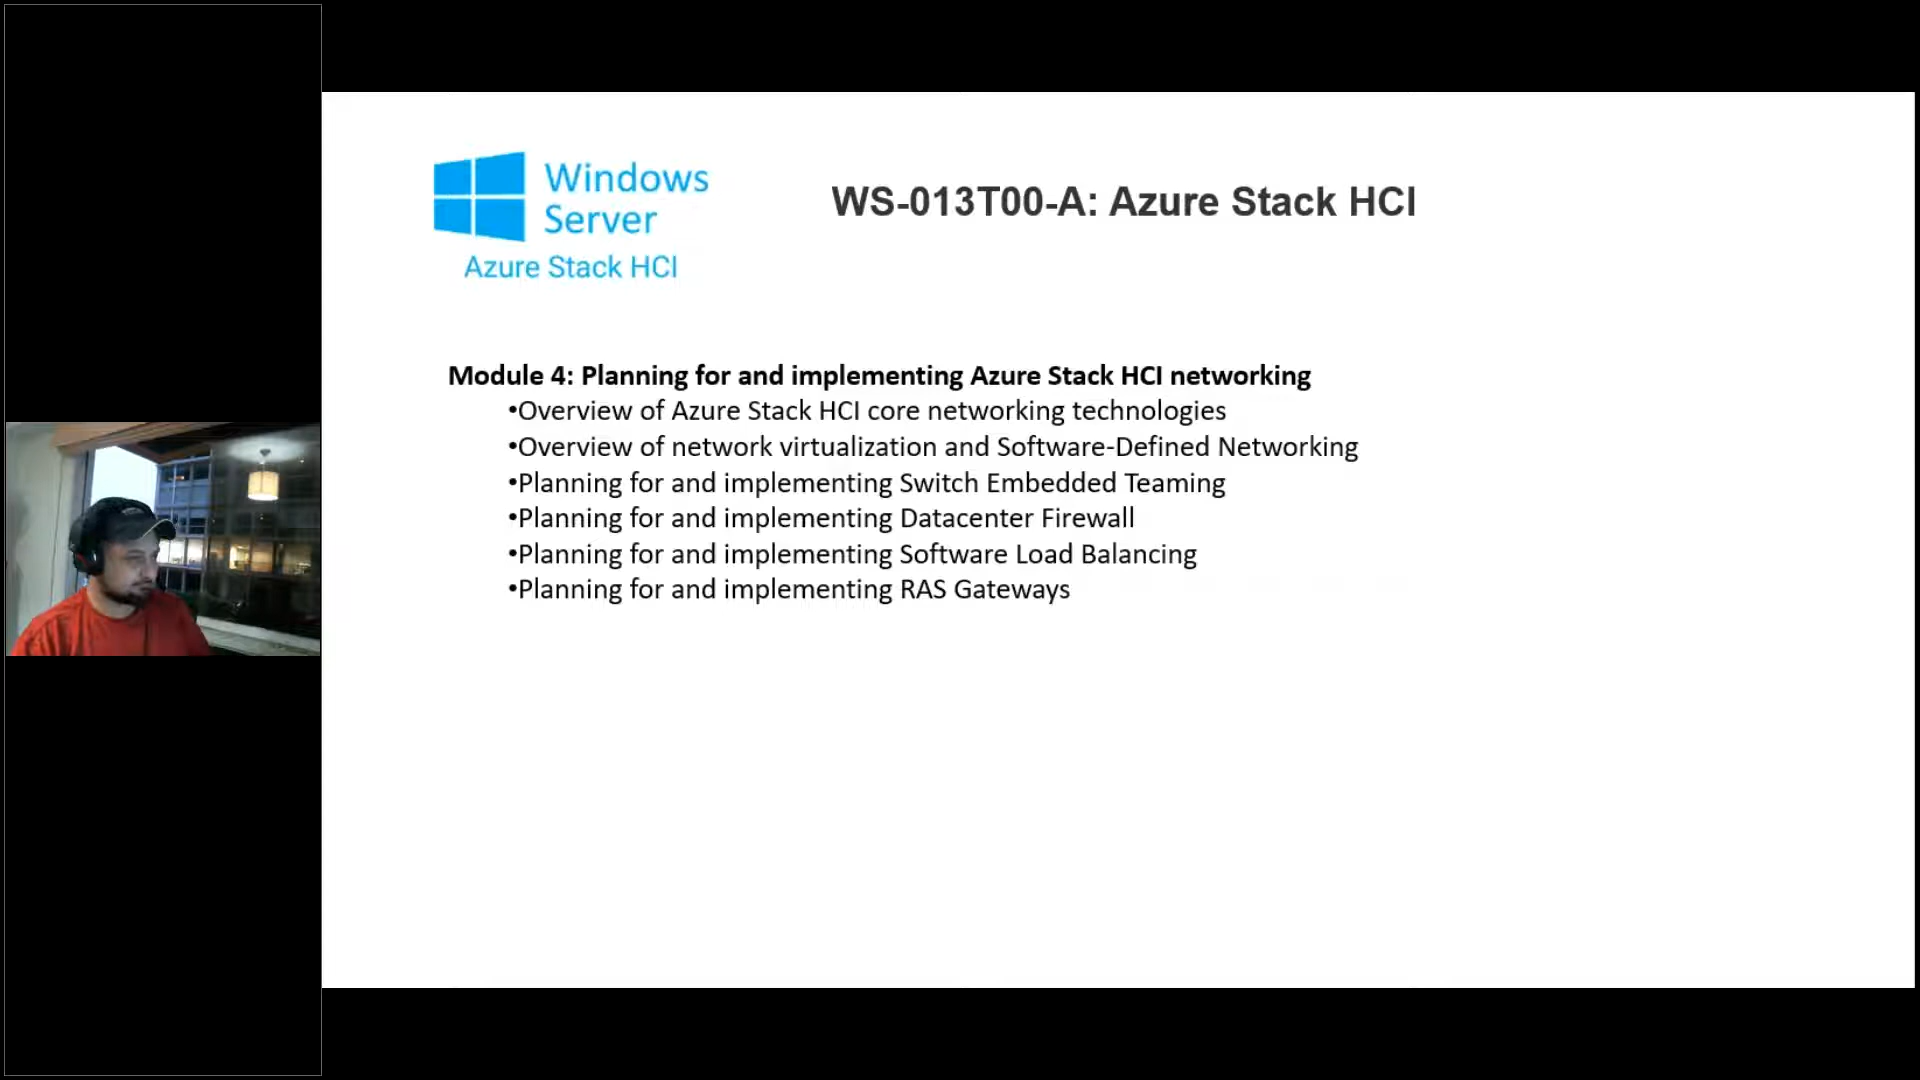 Windows
Server
Azure Stack HCI
WS-013T00-A: Azure Stack HCI
Module 4: Planning for and implementing Azure Stack HCI networking
•Overview of Azure Stack HCI core networking technologies
•Overview of network virtualization and Software-Defined Networking
•Planning for and implementing Switch Embedded Teaming
•Planning for and implementing Datacenter Firewall
•Planning for and implementing Software Load Balancing
•Planning for and implementing RAS Gateways